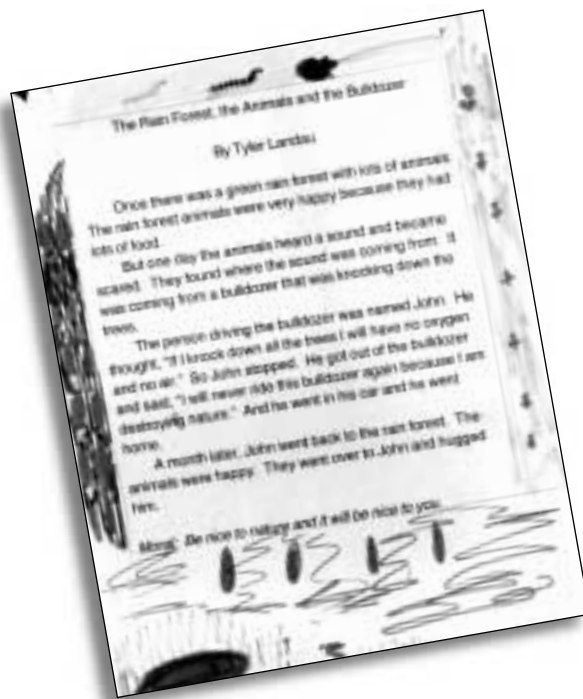 The Rain Forest, the Animals and the Bulldozer
By Tyler Landau
Once there was a green rain forest with lots of animals
The rain forest animals were very happy because they had
lots of food.
But one day the animals heard a sound and became
scared. They found where the sound was coming from. It
was coming from a bulldozer that was knocking down the
trees.
The person driving the bulldozer was named John. He
thought, "If I knock down all the trees I will have no oxygen
and no air." So John stopped. He got out of the bulldozer
and said, "I will never ride this bulldozer again because I am
destroying nature." And he went in his car and he went
home.
A month later, John went back to the rain forest. The
animals were happy. They went over to John and hugged
him.
Moral: Be nice to nature and it will be nice to you.